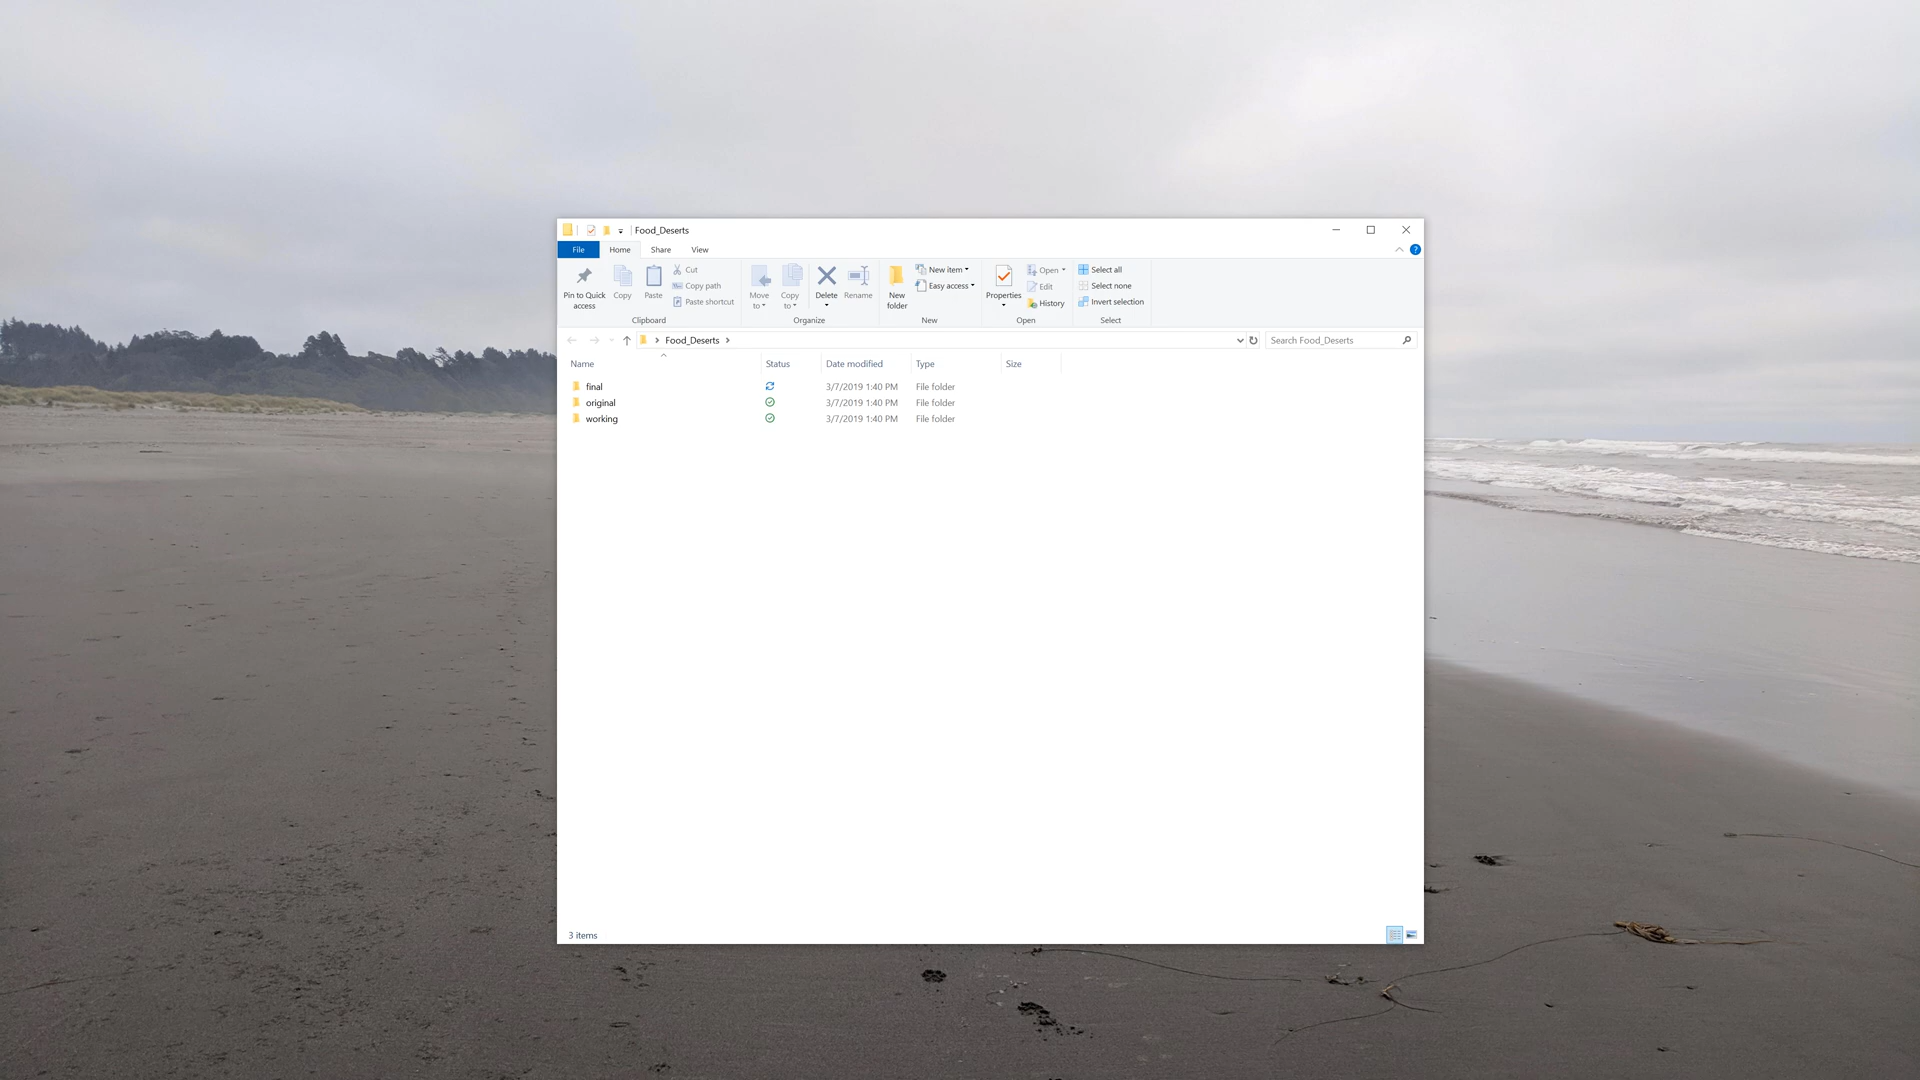 Food_Deserts
File Home Share View
Pin to Quick access
Copy
Paste
Cut
Copy path
Paste shortcut
Clipboard
Move to
Copy to
Delete
Rename
Organize
New folder
New item
Easy access
New
Properties
Open
Edit
History
Open
Select all
Select none
Invert selection
Select
Food_Deserts
Search Food_Deserts
Name Status Date modified Type Size
final 3/7/2019 1:40 PM File folder
original 3/7/2019 1:40 PM File folder
working 3/7/2019 1:40 PM File folder
3 items